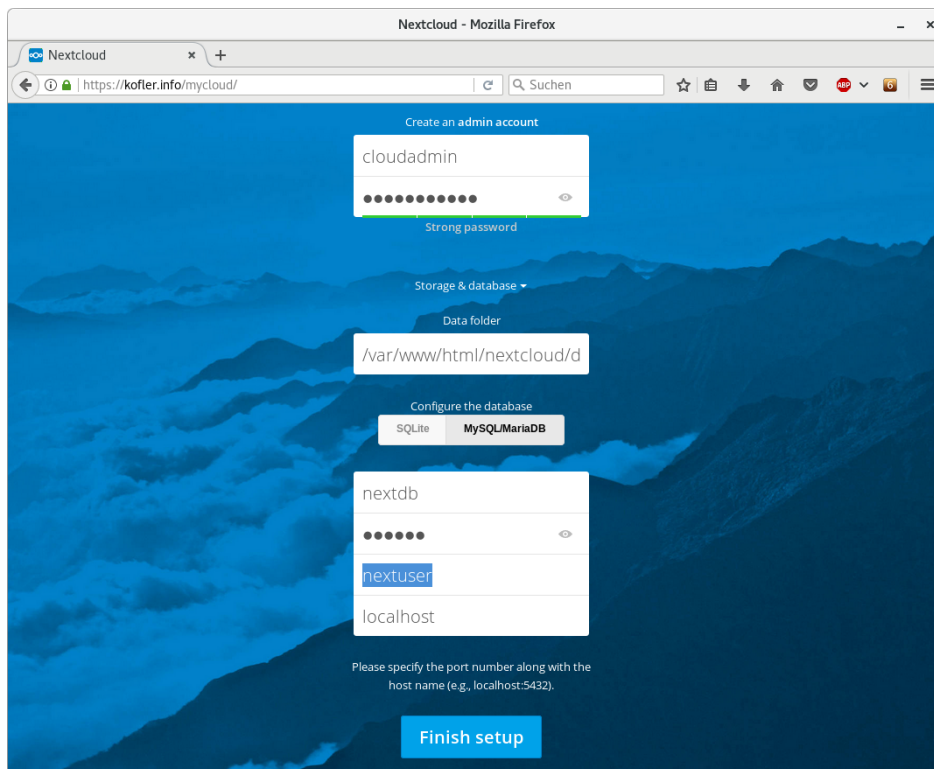 Nextcloud - Mozilla Firefox
Nextcloud
https://kofler.info/mycloud/
Suchen
ABP
6
Create an admin account
cloudadmin
●●●●●●●●●●●
Strong password
Storage & database
Data folder
/var/www/html/nextcloud/d
Configure the database
SQLite MySQL/MariaDB
nextdb
●●●●●●
nextuser
localhost
Please specify the port number along with the
host name (e.g., localhost:5432).
Finish setup